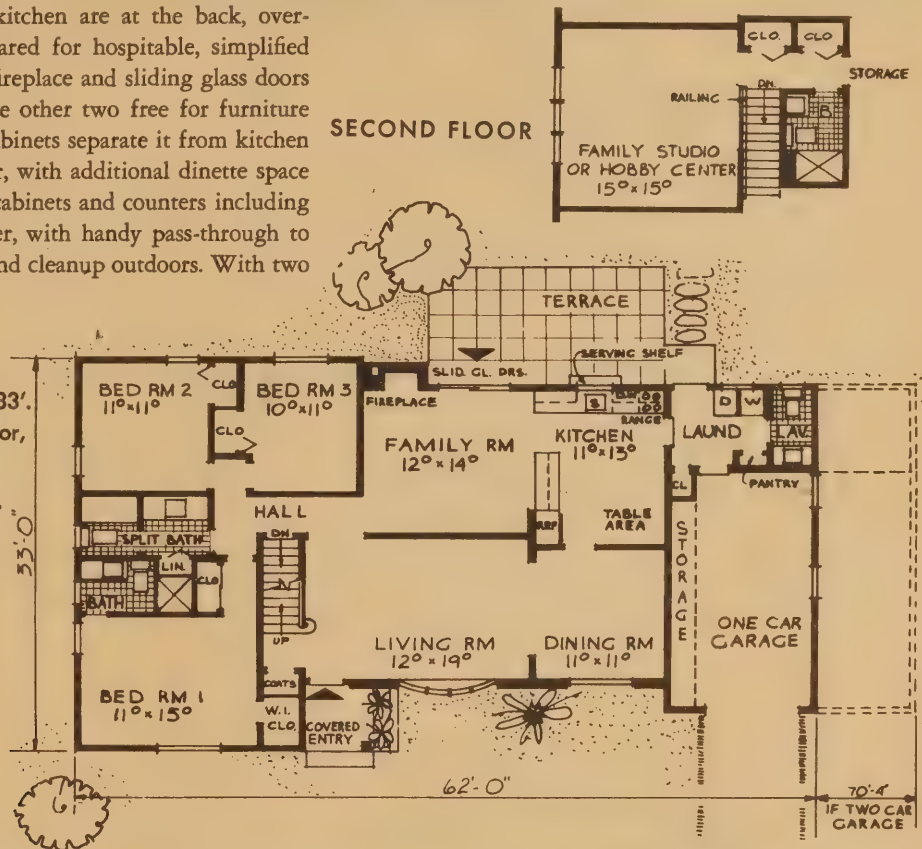 kitchen are at the back, over-
ared for hospitable, simplified
ireplace and sliding glass doors
e other two free for furniture
binets separate it from kitchen
r, with additional dinette space
cabinets and counters including
er, with handy pass-through to
nd cleanup outdoors. With two
SECOND FLOOR
CLO.
CLO
STORAGE
DN.
RAILING
B.
FAMILY STUDIO
OR HOBBY CENTER
15⁰ x 15⁰
TERRACE
SERVING SHELF
SLID. GL. DRS.
33'.
or,
33'-0"
BED RM 2
11⁰ x 11⁰
CLO
CLO
BED RM 3
10⁰ x 11⁰
FIREPLACE
FAMILY RM
12⁰ x 14⁰
S
RANGE
KITCHEN
11⁰ x 13⁰
D
W
LAUND
LAV.
PANTRY
CL
HALL
REF
TABLE
AREA
STORAGE
SPLIT BATH
LIN.
CLO
BATH
DN
UP
ONE CAR
GARAGE
LIVING RM
12⁰ x 19⁰
DINING RM
11⁰ x 11⁰
BED RM 1
11⁰ x 15⁰
COATS
W.I.
CLO.
COVERED
ENTRY
62'-0"
70'-4"
IF TWO CAR
GARAGE